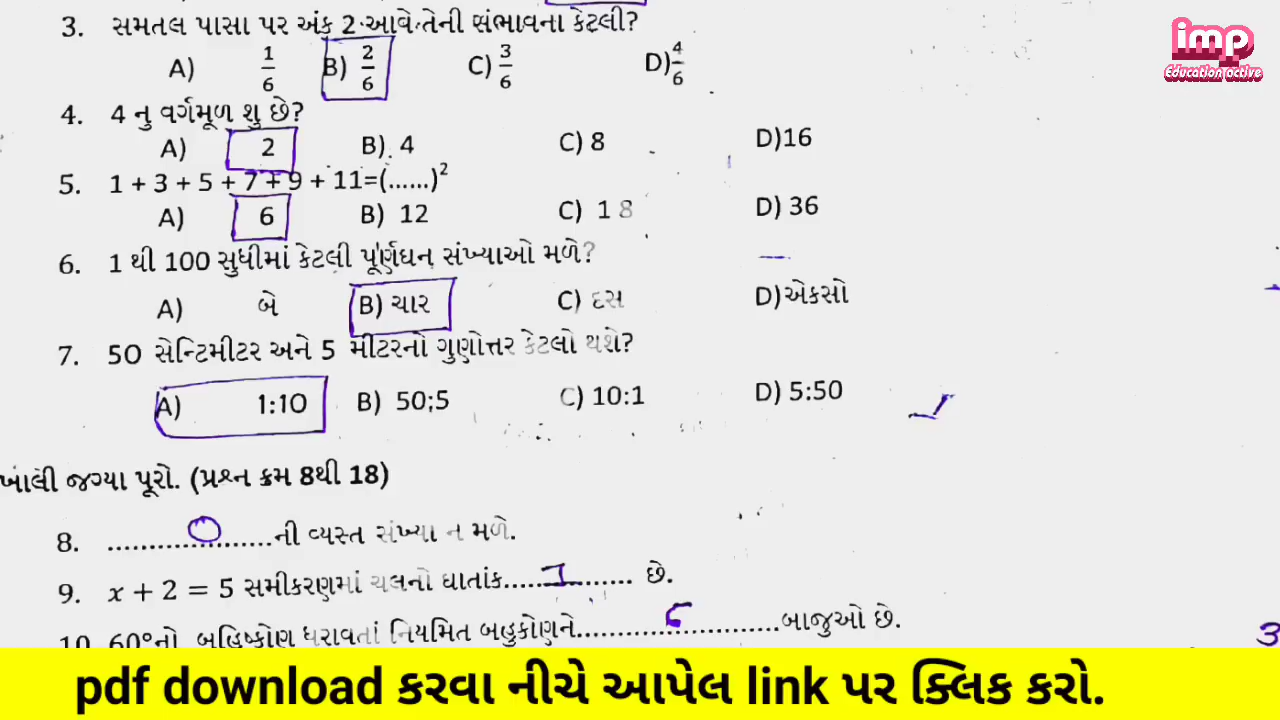 imp
Education active
3. સમતલ પાસા પર અંક 2 આવે તેની સંભાવના કેટલી?
A) 1/6 B) 2/6 C) 3/6 D) 4/6
4. 4 નુ વર્ગમૂળ શુ છે?
A) 2 B) 4 C) 8 D)16
5. 1 + 3 + 5 + 7 + 9 + 11=(......)²
A) 6 B) 12 C) 18 D) 36
6. 1 થી 100 સુધીમાં કેટલી પૂર્ણઘન સંખ્યાઓ મળે?
A) બે B) ચાર C) દસ D)એકસો
7. 50 સેન્ટિમીટર અને 5 મીટરનો ગુણોત્તર કેટલો થશે?
A) 1:10 B) 50;5 C) 10:1 D) 5:50
ખાલી જગ્યા પૂરો. (પ્રશ્ન ક્રમ 8થી 18)
8. ..........0..........ની વ્યસ્ત સંખ્યા ન મળે.
9. x + 2 = 5 સમીકરણમાં ચલનો ઘાતાંક......1......... છે.
10. 60°નો બહિષ્કોણ ધરાવતાં નિયમિત બહુકોણને...........6...........બાજુઓ છે.
pdf download કરવા નીચે આપેલ link પર ક્લિક કરો.